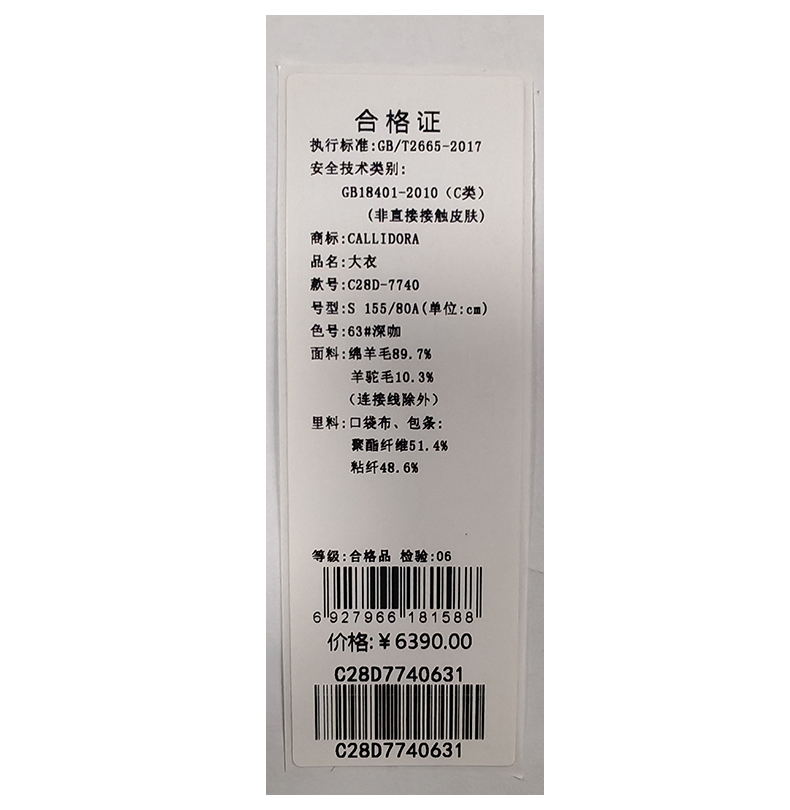 合格证
执行标准:GB/T2665-2017
安全技术类别:
GB18401-2010（C类）
(非直接接触皮肤)
商标:CALLIDORA
品名:大衣
款号:C28D-7740
号型:S 155/80A(单位:cm)
色号:63#深咖
面料:绵羊毛89.7%
羊驼毛10.3%
（连接线除外）
里料:口袋布、包条:
聚酯纤维51.4%
粘纤48.6%
等级:合格品 检验:06
6 927966 181588
价格:￥6390.00
C28D7740631
C28D7740631